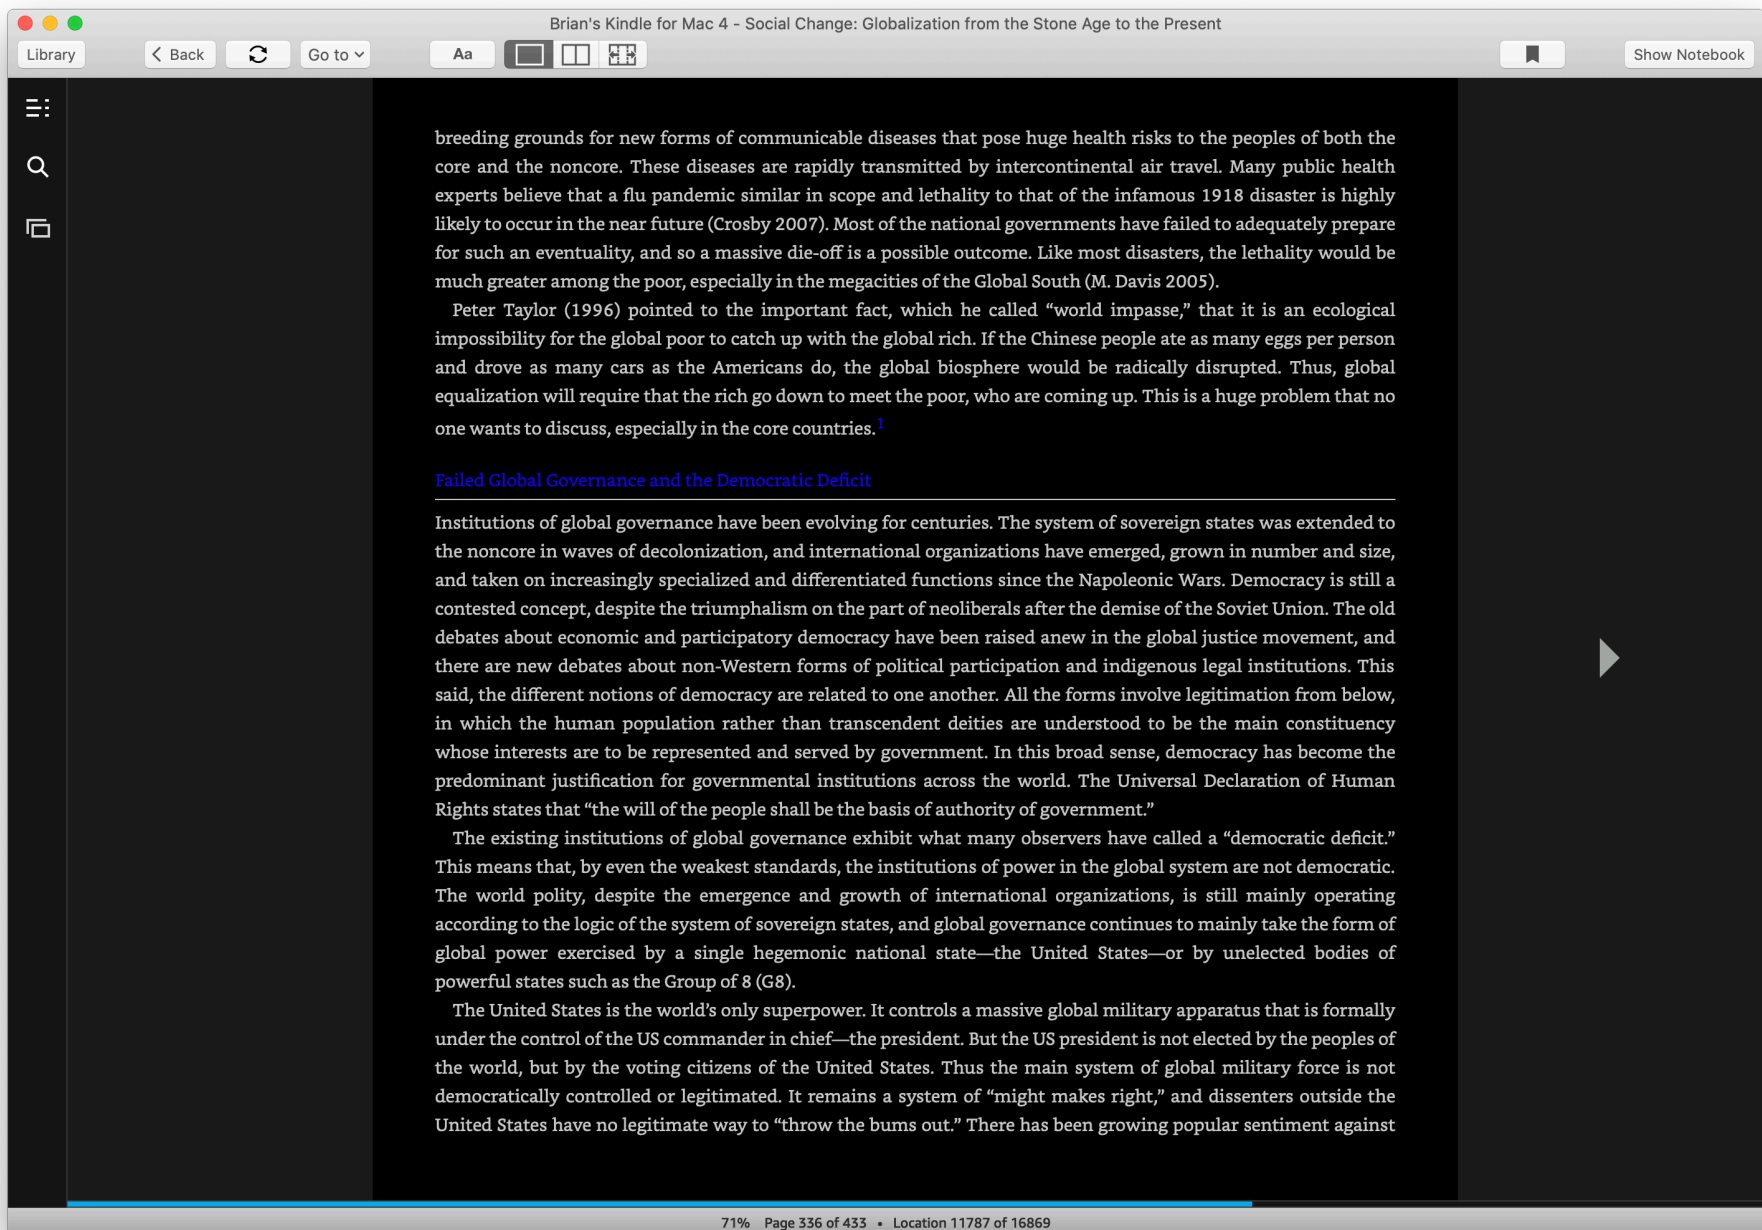 Brian's Kindle for Mac 4 - Social Change: Globalization from the Stone Age to the Present
Library
Back
Go to
Aa
Show Notebook
breeding grounds for new forms of communicable diseases that pose huge health risks to the peoples of both the
core and the noncore. These diseases are rapidly transmitted by intercontinental air travel. Many public health
experts believe that a flu pandemic similar in scope and lethality to that of the infamous 1918 disaster is highly
likely to occur in the near future (Crosby 2007). Most of the national governments have failed to adequately prepare
for such an eventuality, and so a massive die-off is a possible outcome. Like most disasters, the lethality would be
much greater among the poor, especially in the megacities of the Global South (M. Davis 2005).
Peter Taylor (1996) pointed to the important fact, which he called “world impasse,” that it is an ecological
impossibility for the global poor to catch up with the global rich. If the Chinese people ate as many eggs per person
and drove as many cars as the Americans do, the global biosphere would be radically disrupted. Thus, global
equalization will require that the rich go down to meet the poor, who are coming up. This is a huge problem that no
one wants to discuss, especially in the core countries.1
Failed Global Governance and the Democratic Deficit
Institutions of global governance have been evolving for centuries. The system of sovereign states was extended to
the noncore in waves of decolonization, and international organizations have emerged, grown in number and size,
and taken on increasingly specialized and differentiated functions since the Napoleonic Wars. Democracy is still a
contested concept, despite the triumphalism on the part of neoliberals after the demise of the Soviet Union. The old
debates about economic and participatory democracy have been raised anew in the global justice movement, and
there are new debates about non-Western forms of political participation and indigenous legal institutions. This
said, the different notions of democracy are related to one another. All the forms involve legitimation from below,
in which the human population rather than transcendent deities are understood to be the main constituency
whose interests are to be represented and served by government. In this broad sense, democracy has become the
predominant justification for governmental institutions across the world. The Universal Declaration of Human
Rights states that “the will of the people shall be the basis of authority of government.”
The existing institutions of global governance exhibit what many observers have called a “democratic deficit.”
This means that, by even the weakest standards, the institutions of power in the global system are not democratic.
The world polity, despite the emergence and growth of international organizations, is still mainly operating
according to the logic of the system of sovereign states, and global governance continues to mainly take the form of
global power exercised by a single hegemonic national state—the United States—or by unelected bodies of
powerful states such as the Group of 8 (G8).
The United States is the world’s only superpower. It controls a massive global military apparatus that is formally
under the control of the US commander in chief—the president. But the US president is not elected by the peoples of
the world, but by the voting citizens of the United States. Thus the main system of global military force is not
democratically controlled or legitimated. It remains a system of “might makes right,” and dissenters outside the
United States have no legitimate way to “throw the bums out.” There has been growing popular sentiment against
71% Page 336 of 433 • Location 11787 of 16869